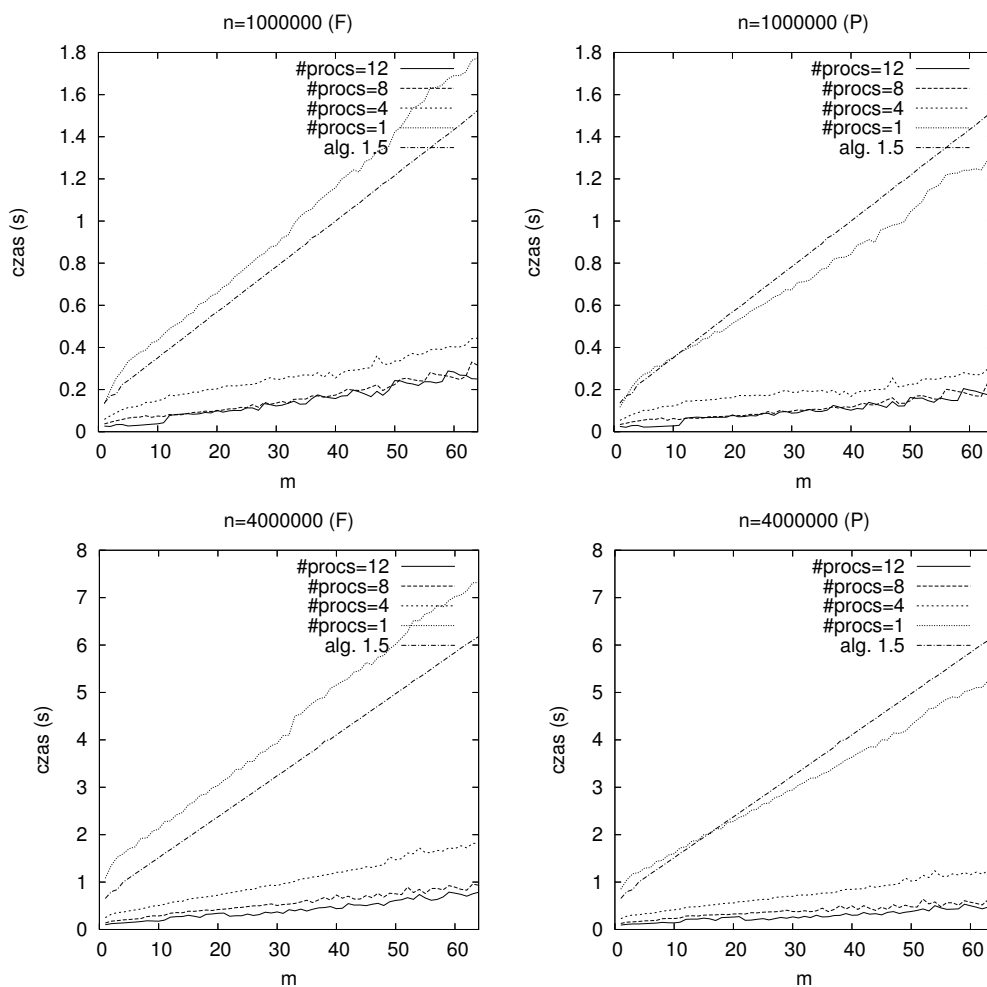 n=1000000 (F)
1.8
1.6
1.4
1.2
1
0.8
0.6
0.4
0.2
0
czas (s)
#procs=12
#procs=8
#procs=4
#procs=1
alg. 1.5
0 10 20 30 40 50 60
m
n=1000000 (P)
1.8
1.6
1.4
1.2
1
0.8
0.6
0.4
0.2
0
czas (s)
#procs=12
#procs=8
#procs=4
#procs=1
alg. 1.5
0 10 20 30 40 50 60
m
n=4000000 (F)
8
7
6
5
4
3
2
1
0
czas (s)
#procs=12
#procs=8
#procs=4
#procs=1
alg. 1.5
0 10 20 30 40 50 60
m
n=4000000 (P)
8
7
6
5
4
3
2
1
0
czas (s)
#procs=12
#procs=8
#procs=4
#procs=1
alg. 1.5
0 10 20 30 40 50 60
m